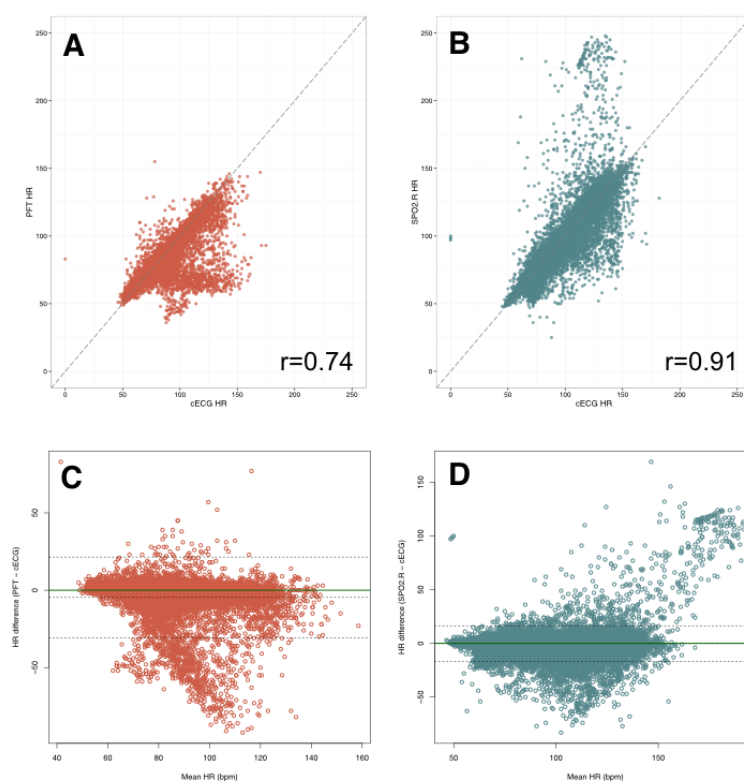 A
250
200
150
100
50
0
PFT HR
r=0.74
0 50 100 150 200 250
cECG HR
B
250
200
150
100
50
0
SPO2.R HR
r=0.91
0 50 100 150 200 250
cECG HR
C
50
0
-50
HR difference (PFT − cECG)
40 60 80 100 120 140 160
Mean HR (bpm)
D
150
100
50
0
-50
HR difference (SPO2.R − cECG)
50 100 150
Mean HR (bpm)